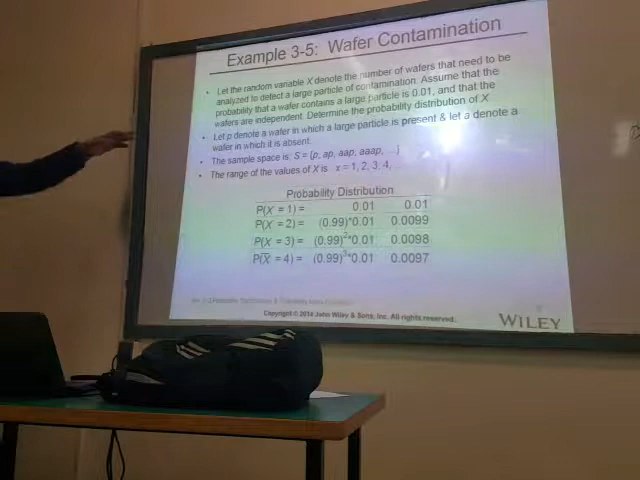 Example 3-5: Wafer Contamination
• Let the random variable X denote the number of wafers that need to be
analyzed to detect a large particle of contamination. Assume that the
probability that a wafer contains a large particle is 0.01, and that the
wafers are independent. Determine the probability distribution of X.
• Let p denote a wafer in which a large particle is present & let a denote a
wafer in which it is absent.
• The sample space is: S = {p, ap, aap, aaap, …}
• The range of the values of X is x = 1, 2, 3, 4,
Probability Distribution
P(X = 1) = 0.01 0.01
P(X = 2) = (0.99)*0.01 0.0099
P(X = 3) = (0.99)²*0.01 0.0098
P(X = 4) = (0.99)³*0.01 0.0097
Copyright © 2014 John Wiley & Sons, Inc. All rights reserved.
WILEY